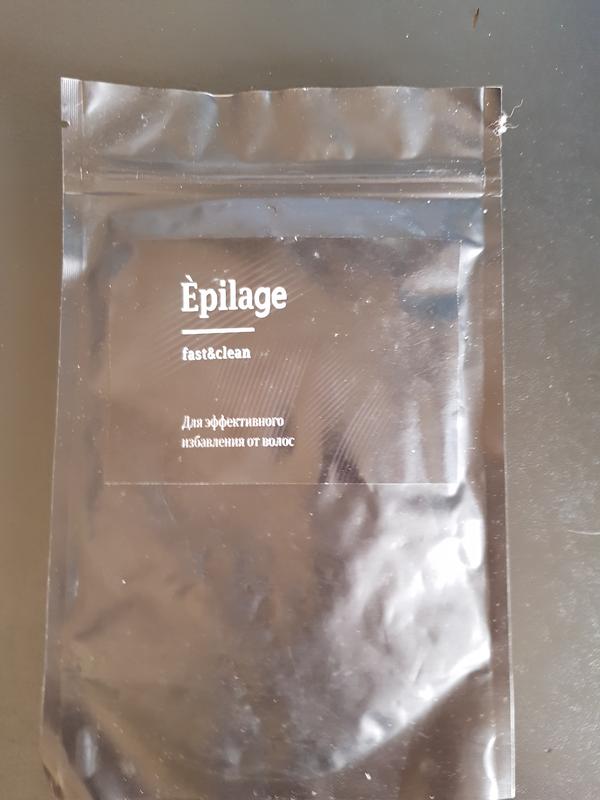 Èpilage
fast&clean
Для эффективного
избавления от волос